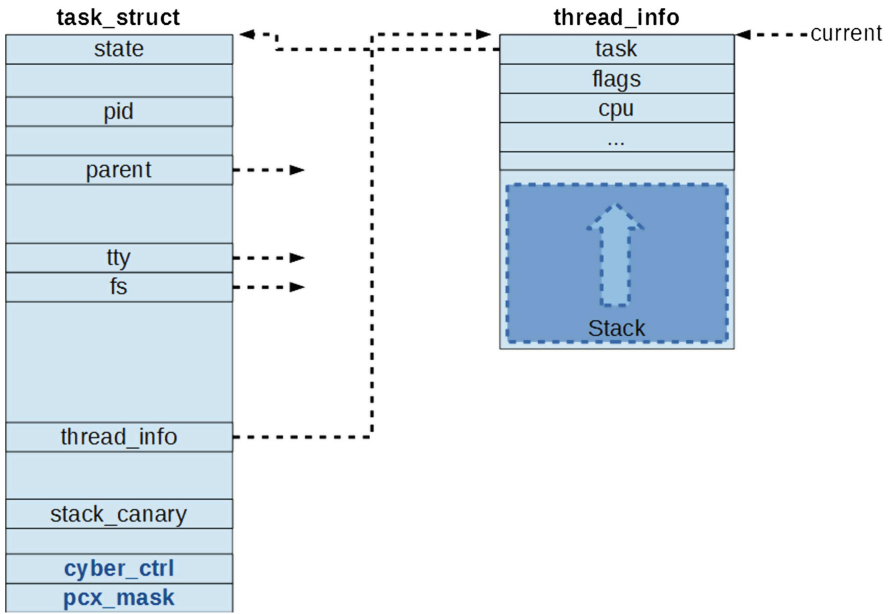 task_struct
state
pid
parent
tty
fs
thread_info
stack_canary
cyber_ctrl
pcx_mask
thread_info
task
flags
cpu
...
Stack
current